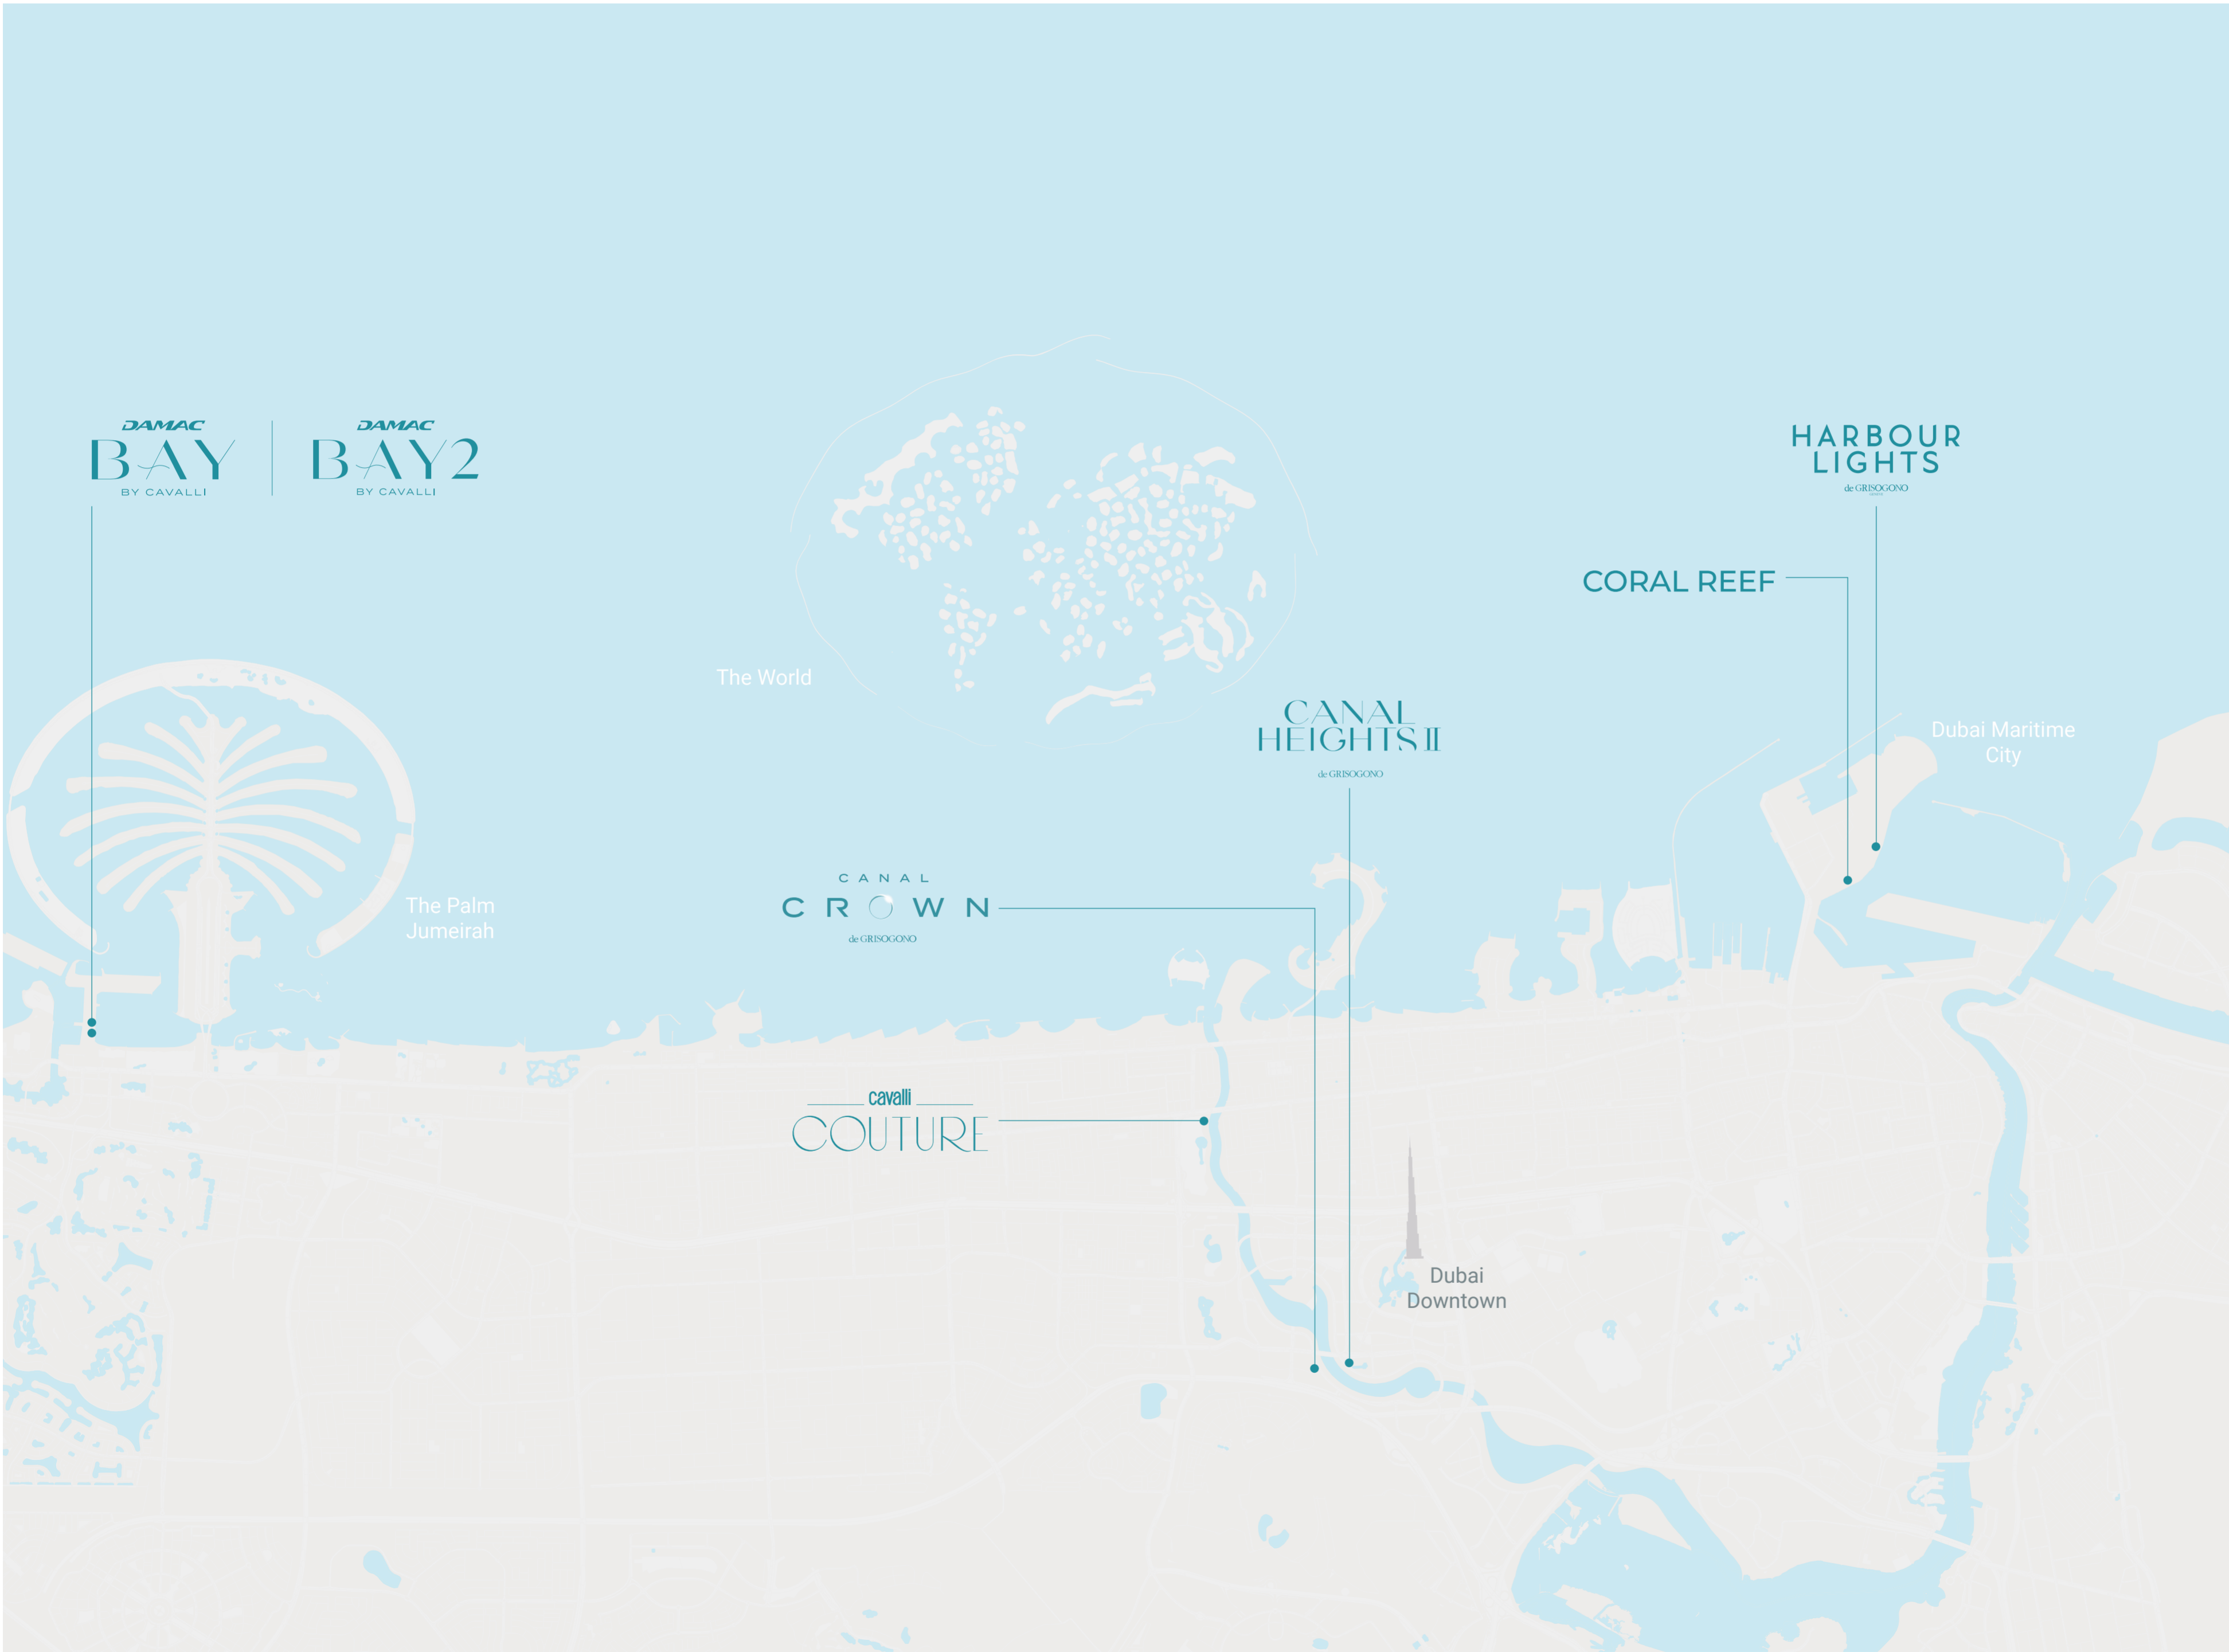 DAMAC
BAY
BY CAVALLI
DAMAC
BAY2
BY CAVALLI
HARBOUR
LIGHTS
de GRISOGONO
CORAL REEF
The World
CANAL
HEIGHTS II
de GRISOGONO
Dubai Maritime
City
The Palm
Jumeirah
CANAL
CROWN
de GRISOGONO
cavalli
COUTURE
Dubai
Downtown